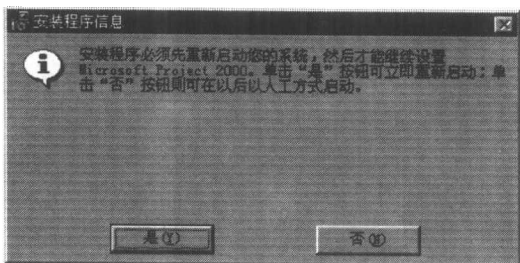 安装程序信息
安装程序必须先重新启动您的系统，然后才能继续设置
Microsoft Project 2000。单击“是”按钮可立即重新启动；单
击“否”按钮则可在以后以人工方式启动。
是(Y)
否(N)